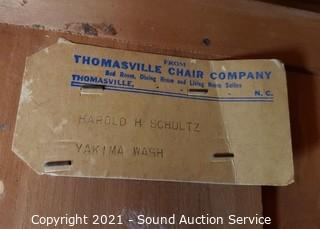 FROM
THOMASVILLE CHAIR COMPANY
Bed Room, Dining Room and Living Room Suites
THOMASVILLE, N. C.
HAROLD H SCHULTZ
YAKIMA WASH
Copyright 2021 - Sound Auction Service